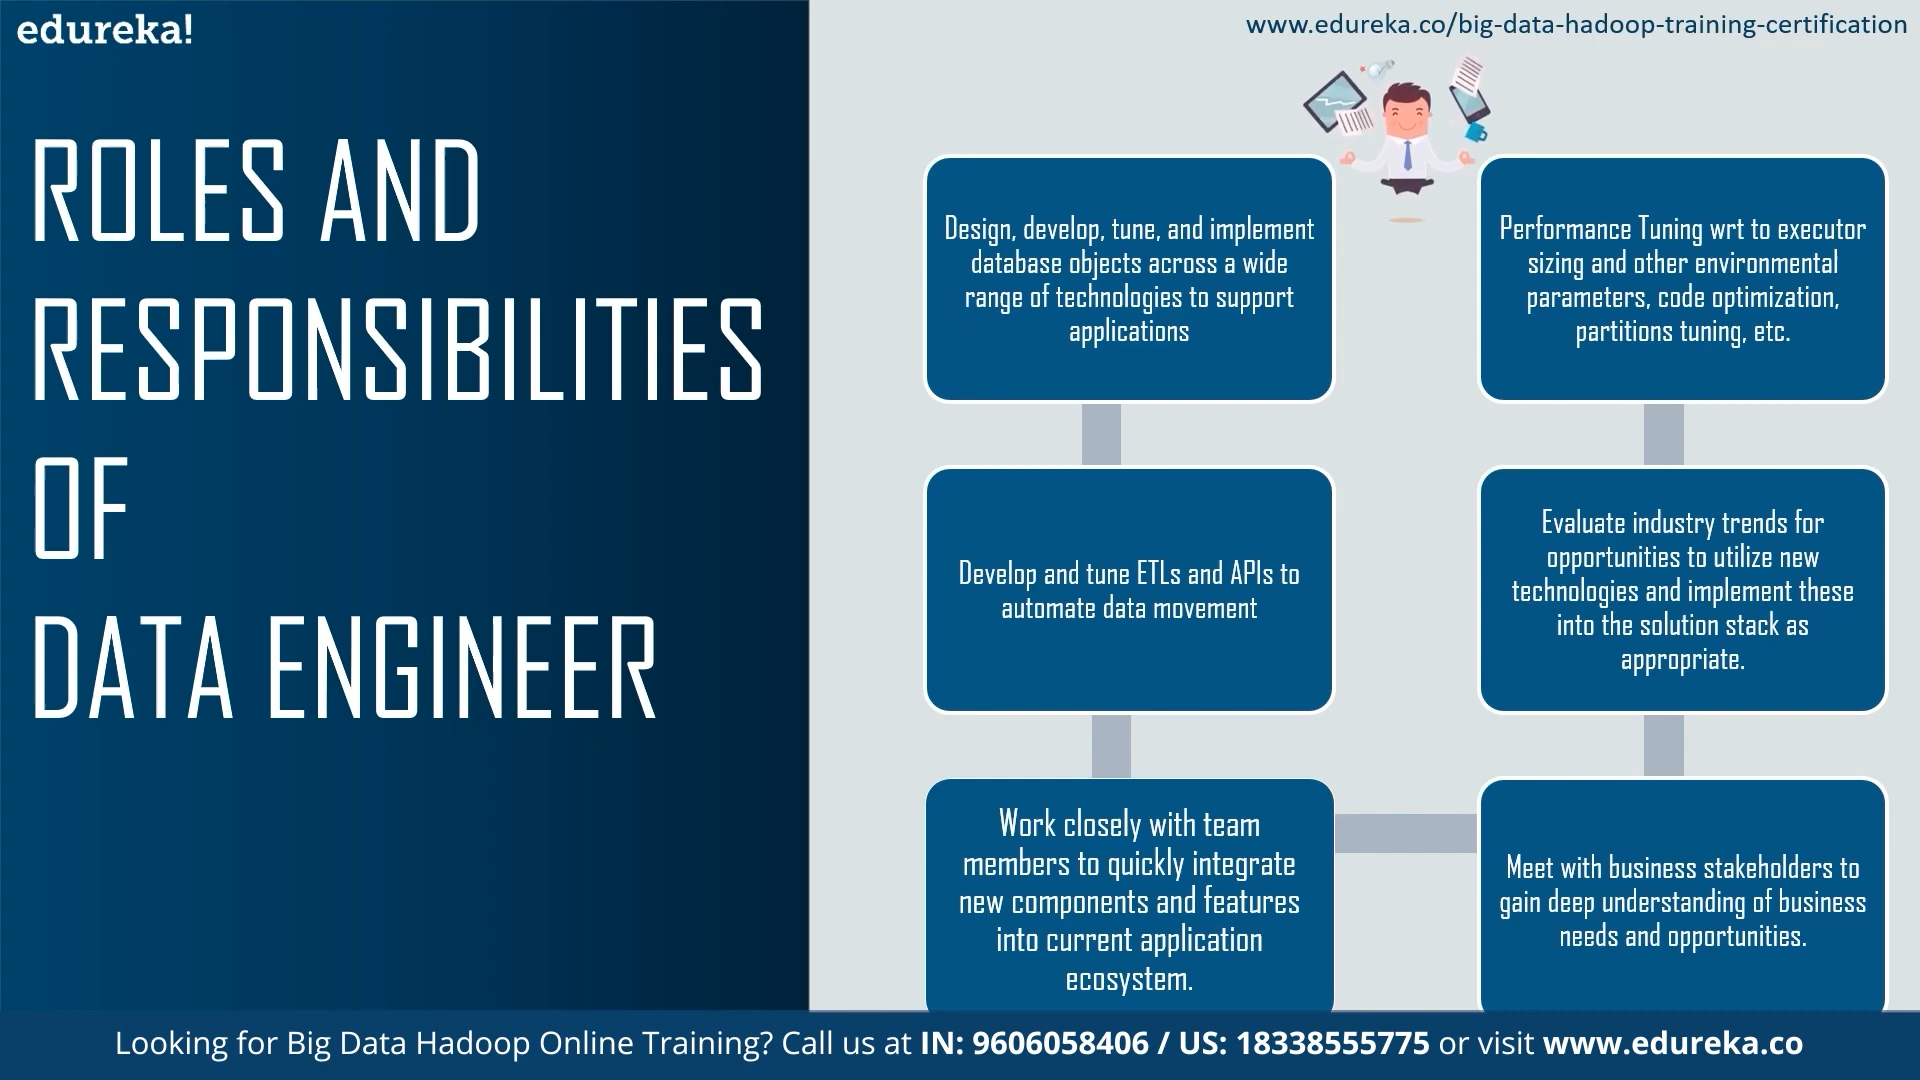 edureka!
www.edureka.co/big-data-hadoop-training-certification
ROLES AND
RESPONSIBILITIES
OF
DATA ENGINEER
Design, develop, tune, and implement
database objects across a wide
range of technologies to support
applications
Develop and tune ETLs and APIs to
automate data movement
Work closely with team
members to quickly integrate
new components and features
into current application
ecosystem.
Performance Tuning wrt to executor
sizing and other environmental
parameters, code optimization,
partitions tuning, etc.
Evaluate industry trends for
opportunities to utilize new
technologies and implement these
into the solution stack as
appropriate.
Meet with business stakeholders to
gain deep understanding of business
needs and opportunities.
Looking for Big Data Hadoop Online Training? Call us at IN: 9606058406 / US: 18338555775 or visit www.edureka.co